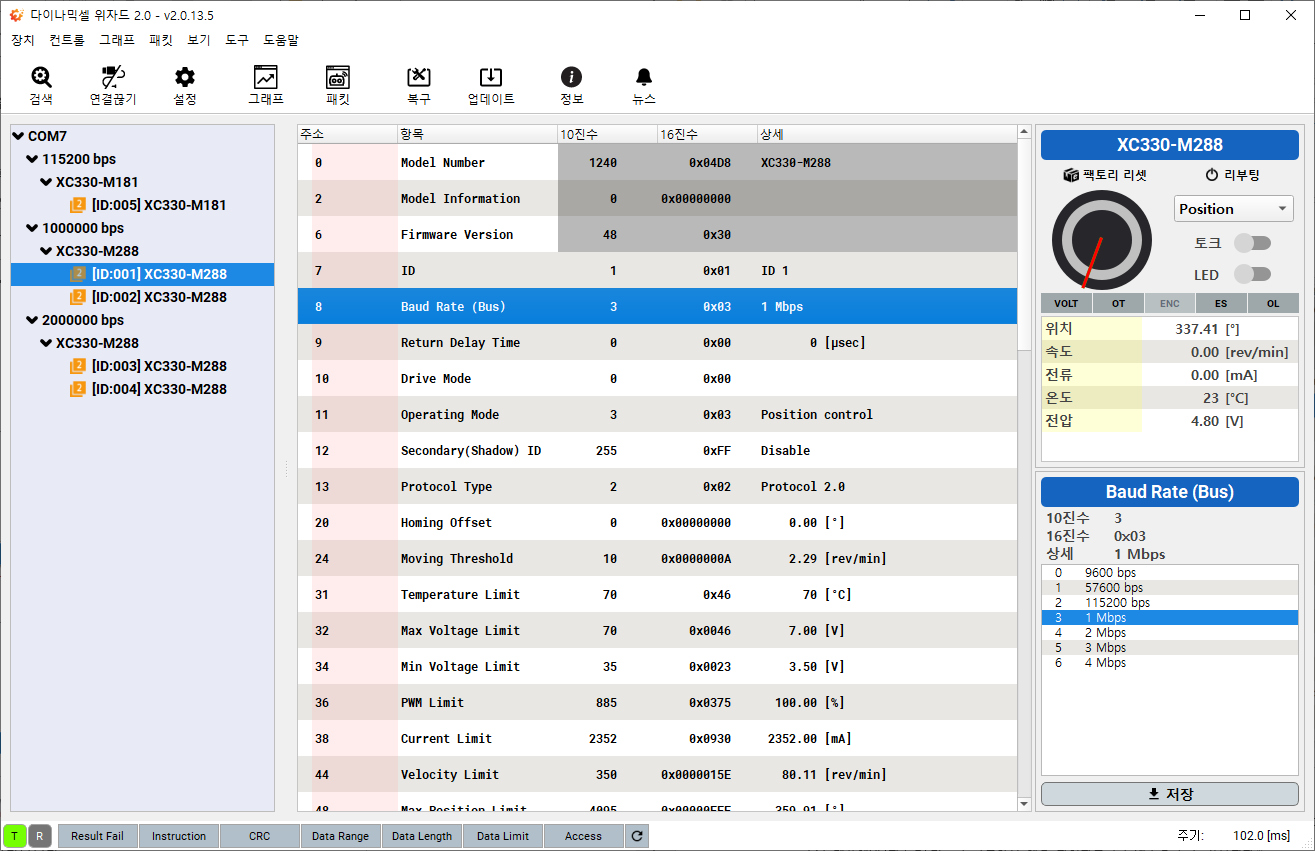 다이나믹셀 위자드 2.0 - v2.0.13.5
장치 컨트롤 그래프 패킷 보기 도구 도움말
검색 연결끊기 설정 그래프 패킷 복구 업데이트 정보 뉴스
COM7
115200 bps
XC330-M181
2 [ID:005] XC330-M181
1000000 bps
XC330-M288
2 [ID:001] XC330-M288
2 [ID:002] XC330-M288
2000000 bps
XC330-M288
2 [ID:003] XC330-M288
2 [ID:004] XC330-M288
주소 항목 10진수 16진수 상세
0 Model Number 1240 0x04D8 XC330-M288
2 Model Information 0 0x00000000
6 Firmware Version 48 0x30
7 ID 1 0x01 ID 1
8 Baud Rate (Bus) 3 0x03 1 Mbps
9 Return Delay Time 0 0x00 0 [μsec]
10 Drive Mode 0 0x00
11 Operating Mode 3 0x03 Position control
12 Secondary(Shadow) ID 255 0xFF Disable
13 Protocol Type 2 0x02 Protocol 2.0
20 Homing Offset 0 0x00000000 0.00 [°]
24 Moving Threshold 10 0x0000000A 2.29 [rev/min]
31 Temperature Limit 70 0x46 70 [°C]
32 Max Voltage Limit 70 0x0046 7.00 [V]
34 Min Voltage Limit 35 0x0023 3.50 [V]
36 PWM Limit 885 0x0375 100.00 [%]
38 Current Limit 2352 0x0930 2352.00 [mA]
44 Velocity Limit 350 0x0000015E 80.11 [rev/min]
48 Max Position Limit 4095 0x00000FFF 359.91 [°]
XC330-M288
팩토리 리셋 리부팅
Position
토크
LED
VOLT OT ENC ES OL
위치 337.41 [°]
속도 0.00 [rev/min]
전류 0.00 [mA]
온도 23 [°C]
전압 4.80 [V]
Baud Rate (Bus)
10진수 3
16진수 0x03
상세 1 Mbps
0 9600 bps
1 57600 bps
2 115200 bps
3 1 Mbps
4 2 Mbps
5 3 Mbps
6 4 Mbps
저장
T R Result Fail Instruction CRC Data Range Data Length Data Limit Access 주기: 102.0 [ms]